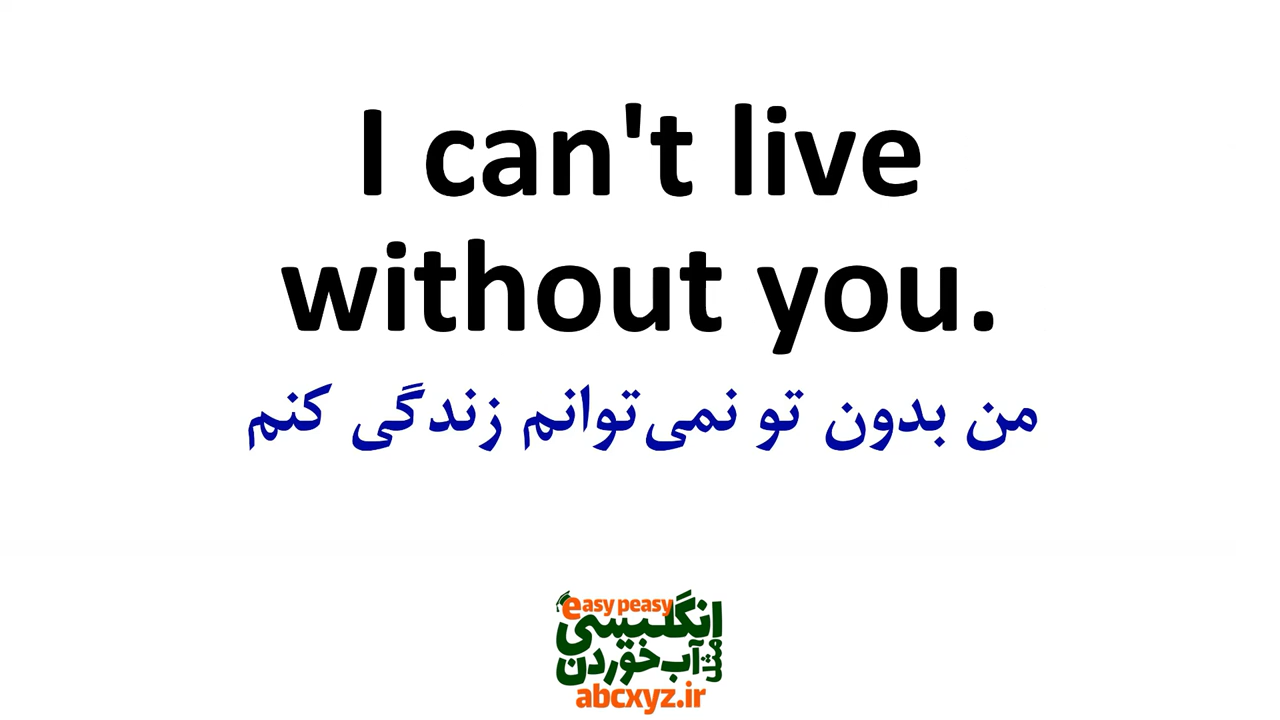 I can't live
without you.
من بدون تو نمی‌توانم زندگی کنم
easy peasy
انگلیسی
مثل آب خوردن
abcxyz.ir